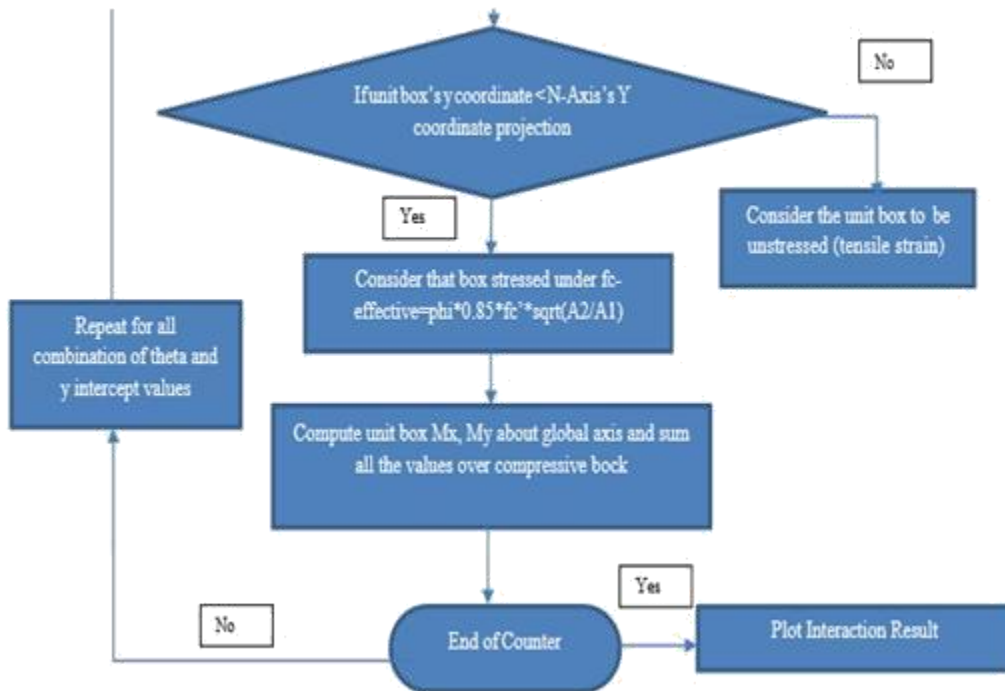 No
If unit box's y coordinate <N-Axis's Y
coordinate projection
Yes
Consider the unit box to be
unstressed (tensile strain)
Consider that box stressed under fc-
effective=phi*0.85*fc'*sqrt(A2/A1)
Repeat for all
combination of theta and
y intercept values
Compute unit box Mx, My about global axis and sum
all the values over compressive bock
Yes
No
End of Counter
Plot Interaction Result